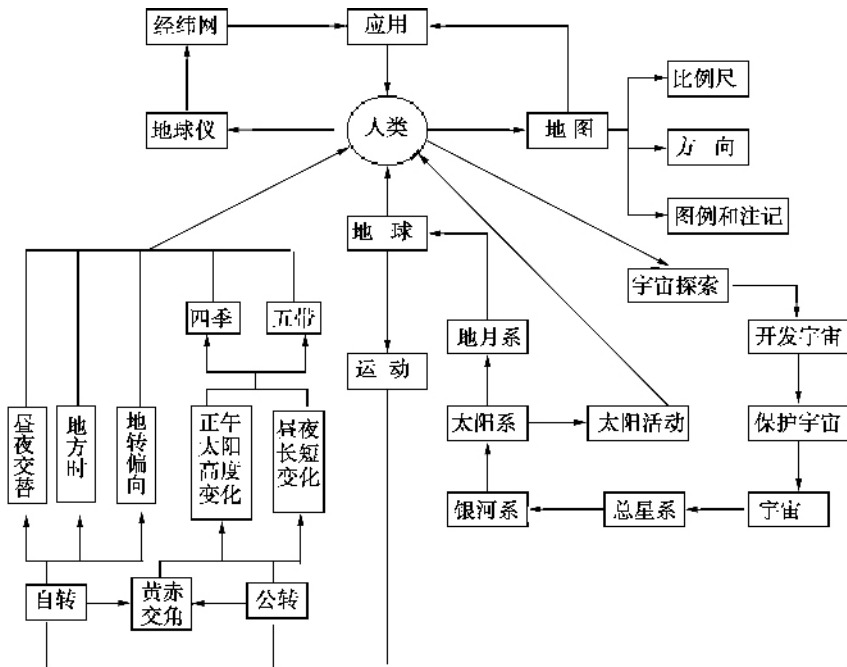 经纬网
应用
比例尺
地球仪
人类
地图
方向
图例和注记
地球
宇宙探索
四季
五带
地月系
开发宇宙
运动
昼夜交替
地方时
地转偏向
正午
太阳
高度
变化
昼夜
长短
变化
太阳系
太阳活动
保护宇宙
银河系
总星系
宇宙
自转
黄赤
交角
公转